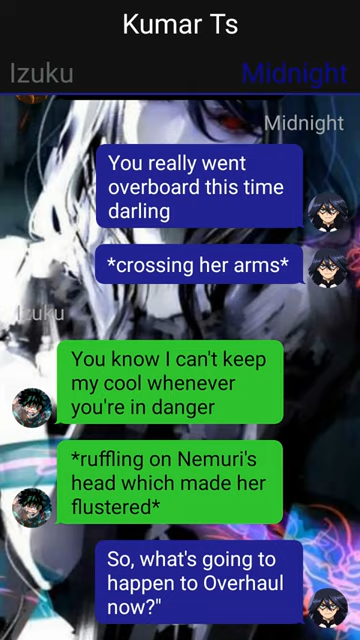 Kumar Ts
Izuku Midnight
Midnight
You really went
overboard this time
darling
*crossing her arms*
Izuku
You know I can't keep
my cool whenever
you're in danger
*ruffling on Nemuri's
head which made her
flustered*
So, what's going to
happen to Overhaul
now?"